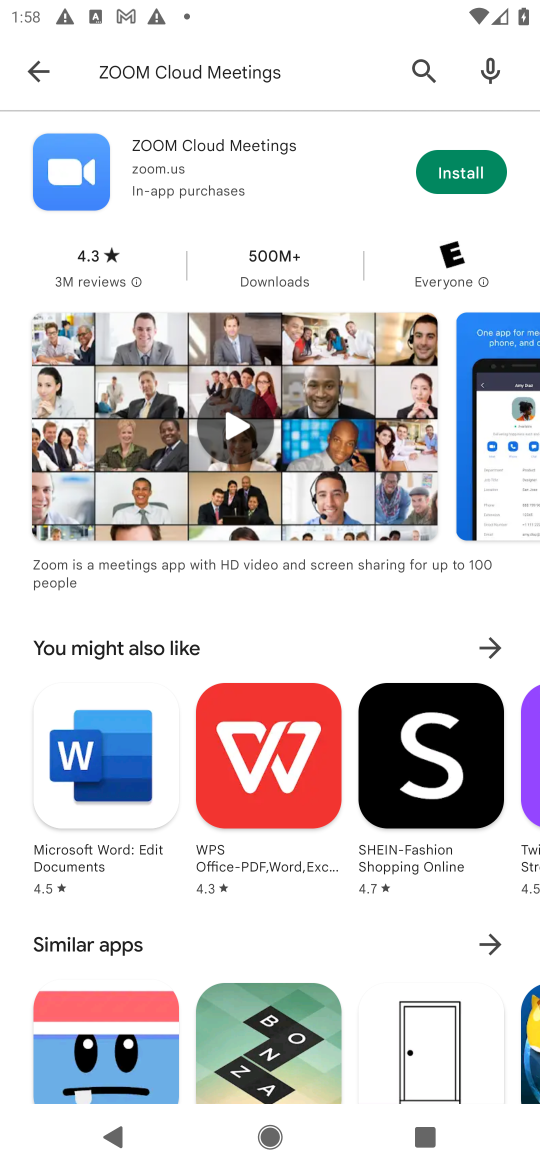 1:58
ZOOM Cloud Meetings
ZOOM Cloud Meetings
zoom.us
In-app purchases
Install
4.3 ★
3M reviews
500M+
Downloads
E
Everyone
One app for me
phone, and c
Zoom is a meetings app with HD video and screen sharing for up to 100
people
You might also like
W
W
S
Microsoft Word: Edit
Documents
4.5 ★
WPS
Office-PDF,Word,Exc...
4.3 ★
SHEIN-Fashion
Shopping Online
4.7 ★
Twi
Str
4.5
Similar apps
BONZA